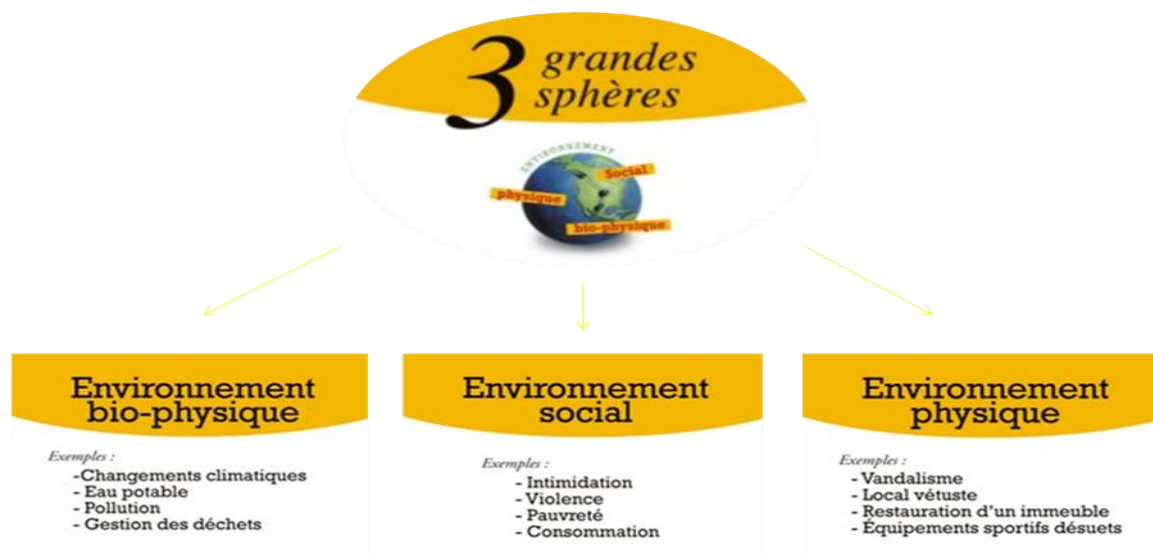 3 grandes
sphères
ENVIRONNEMENT
Social
physique
bio-physique
Environnement
bio-physique
Exemples :
-Changements climatiques
- Eau potable
- Pollution
- Gestion des déchets
Environnement
social
Exemples :
- Intimidation
- Violence
- Pauvreté
- Consommation
Environnement
physique
Exemples :
- Vandalisme
- Local vétuste
- Restauration d'un immeuble
- Équipements sportifs désuets